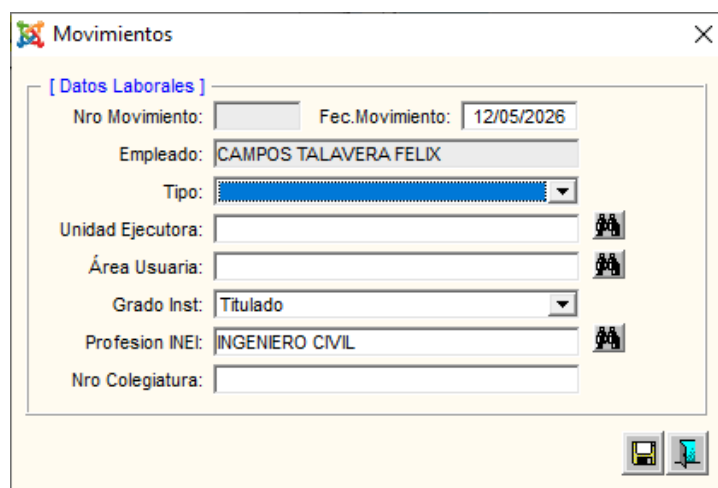 Movimientos
[ Datos Laborales ]
Nro Movimiento: Fec.Movimiento: 12/05/2026
Empleado: CAMPOS TALAVERA FELIX
Tipo:
Unidad Ejecutora:
Área Usuaria:
Grado Inst: Titulado
Profesion INEI: INGENIERO CIVIL
Nro Colegiatura: